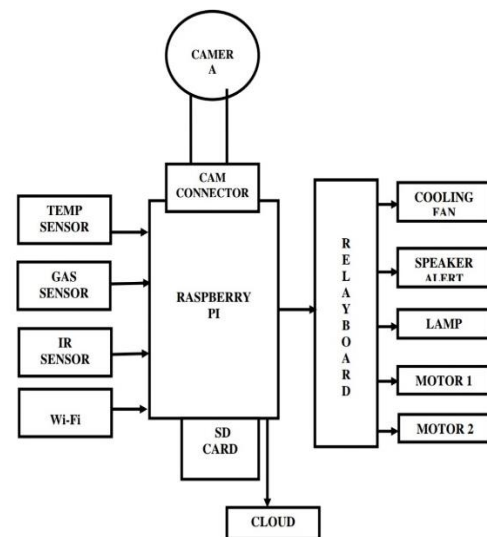 CAMER
A
CAM
CONNECTOR
TEMP
SENSOR
GAS
SENSOR
IR
SENSOR
Wi-Fi
RASPBERRY
PI
SD
CARD
CLOUD
R
E
L
A
Y
B
O
A
R
D
COOLING
FAN
SPEAKER
ALERT
LAMP
MOTOR 1
MOTOR 2